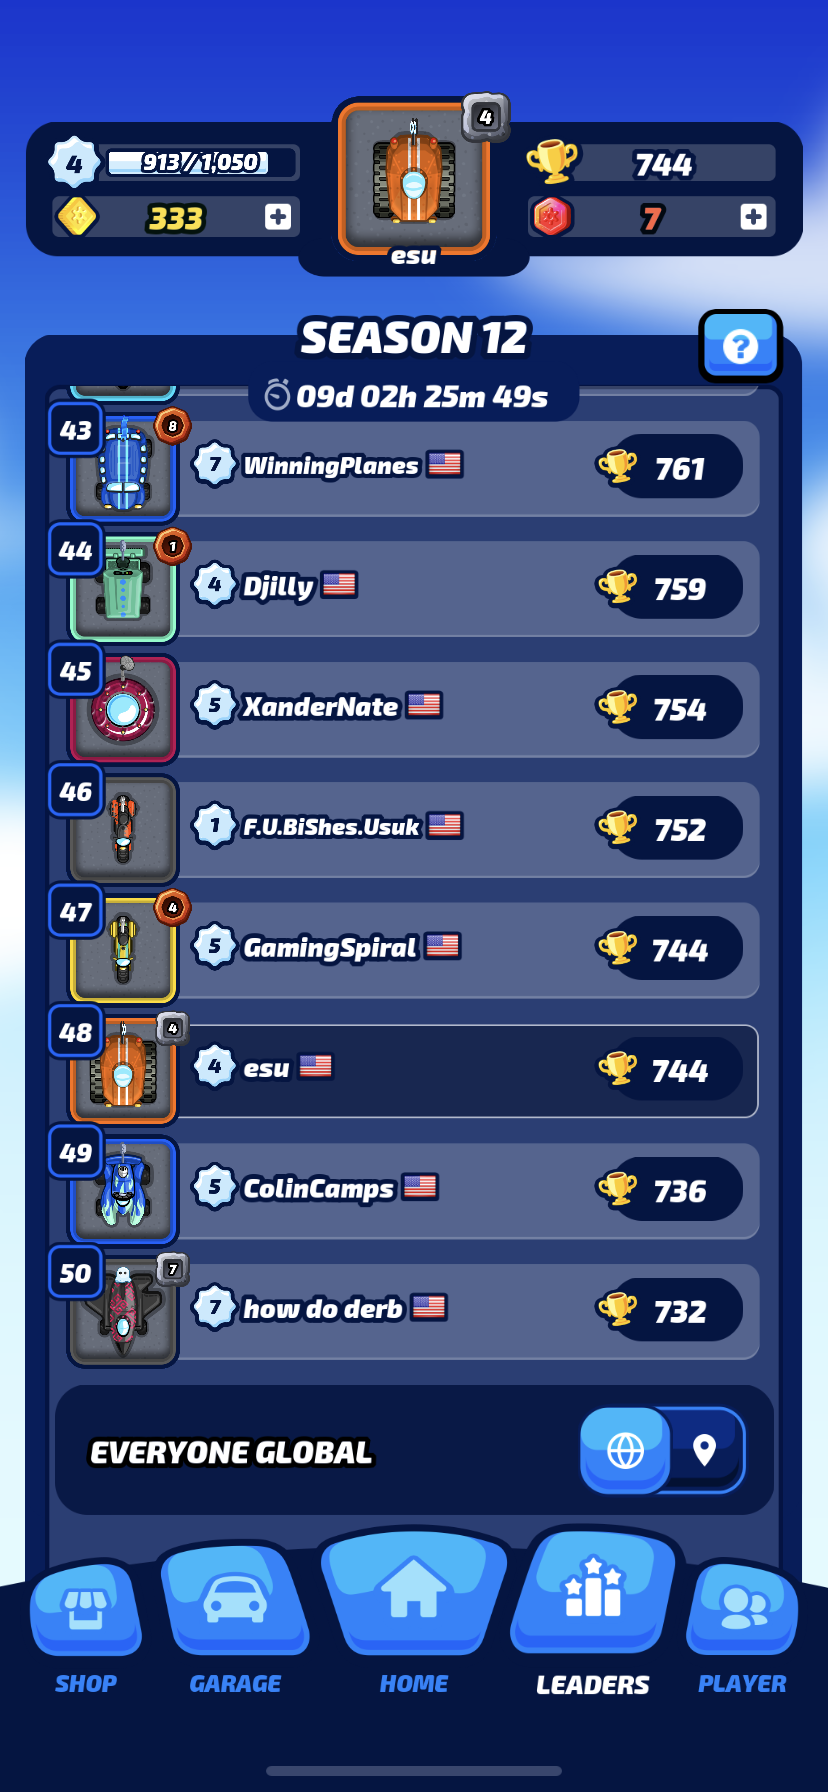 4
913/1,050
4
744
333
7
esu
SEASON 12
09d 02h 25m 49s
43
8
7
WinningPlanes
761
44
1
4
Djilly
759
45
5
XanderNate
754
46
1
F.U.BiShes.Usuk
752
47
4
5
GamingSpiral
744
48
4
4
esu
744
49
5
ColinCamps
736
50
7
7
how do derb
732
EVERYONE GLOBAL
SHOP
GARAGE
HOME
LEADERS
PLAYER